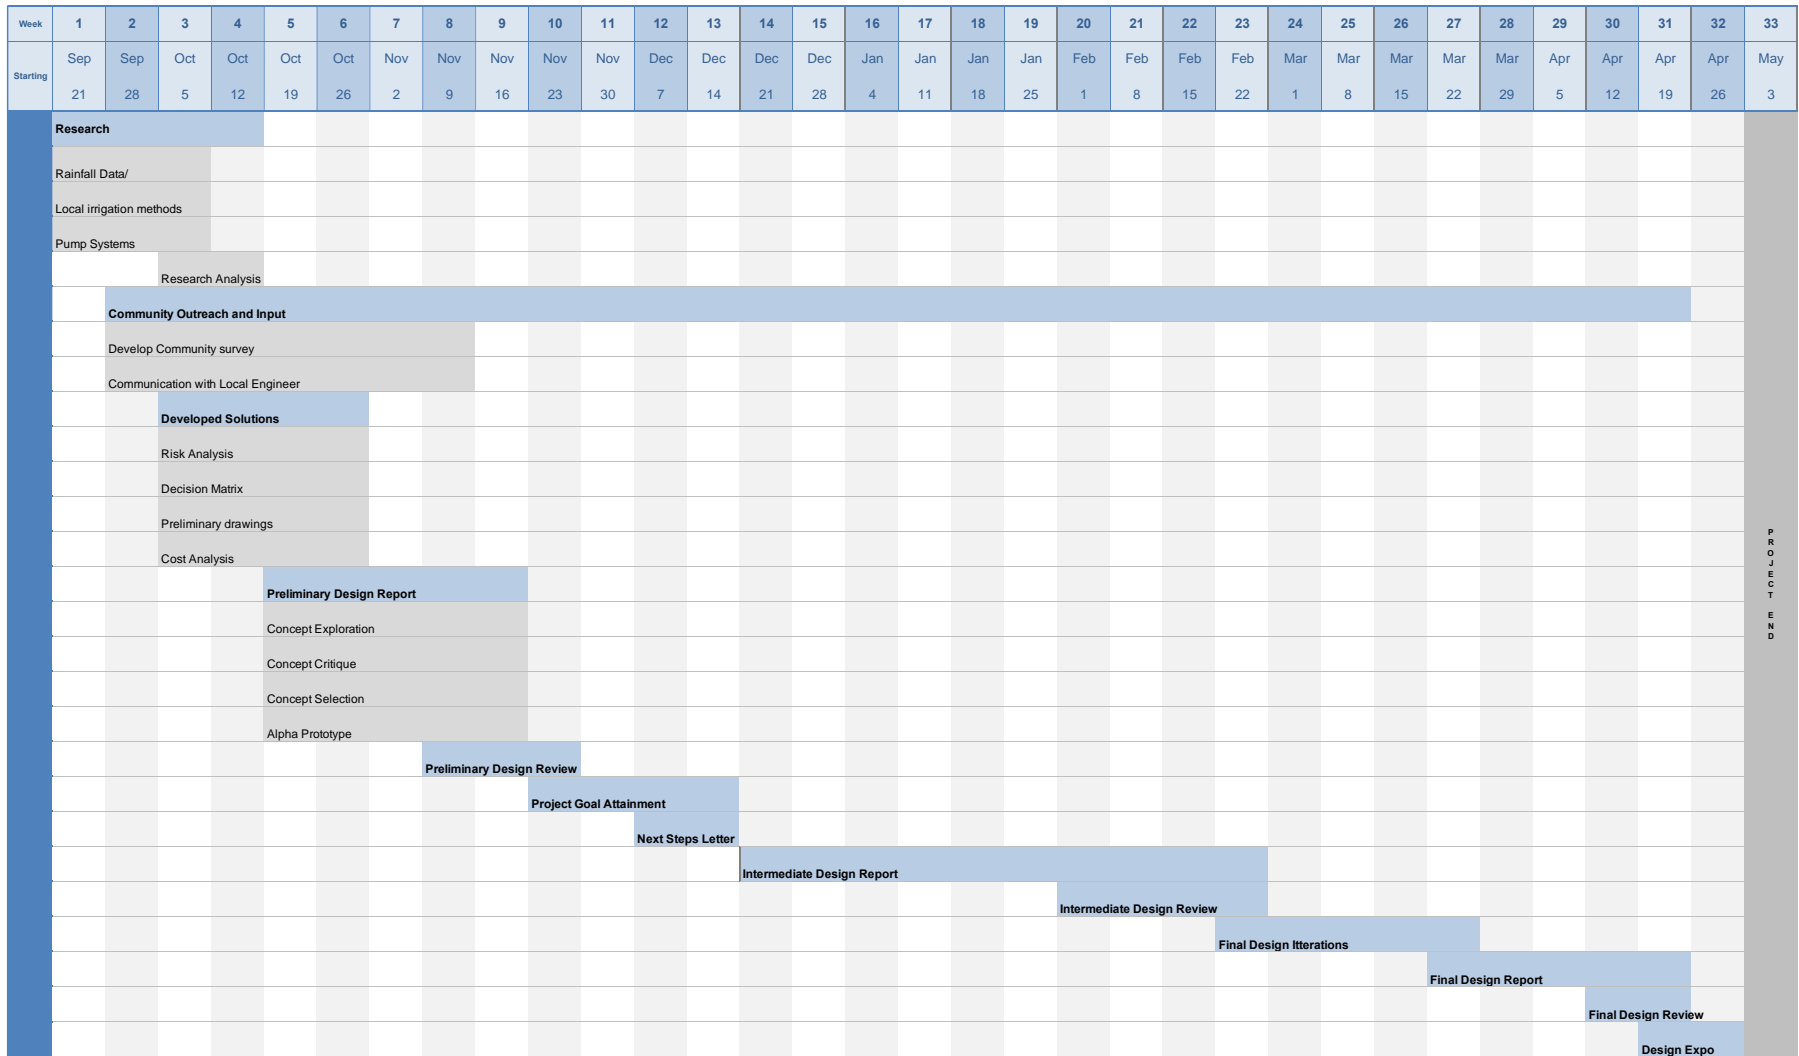 Week 1 2 3 4 5 6 7 8 9 10 11 12 13 14 15 16 17 18 19 20 21 22 23 24 25 26 27 28 29 30 31 32 33
Starting
Sep Sep Oct Oct Oct Oct Nov Nov Nov Nov Nov Dec Dec Dec Dec Jan Jan Jan Jan Feb Feb Feb Feb Mar Mar Mar Mar Mar Apr Apr Apr Apr May
21 28 5 12 19 26 2 9 16 23 30 7 14 21 28 4 11 18 25 1 8 15 22 1 8 15 22 29 5 12 19 26 3
Research
Rainfall Data/
Local irrigation methods
Pump Systems
Research Analysis
Community Outreach and Input
Develop Community survey
Communication with Local Engineer
Developed Solutions
Risk Analysis
Decision Matrix
Preliminary drawings
Cost Analysis
Preliminary Design Report
Concept Exploration
Concept Critique
Concept Selection
Alpha Prototype
Preliminary Design Review
Project Goal Attainment
Next Steps Letter
Intermediate Design Report
Intermediate Design Review
Final Design Itterations
Final Design Report
Final Design Review
Design Expo
PROJECT END